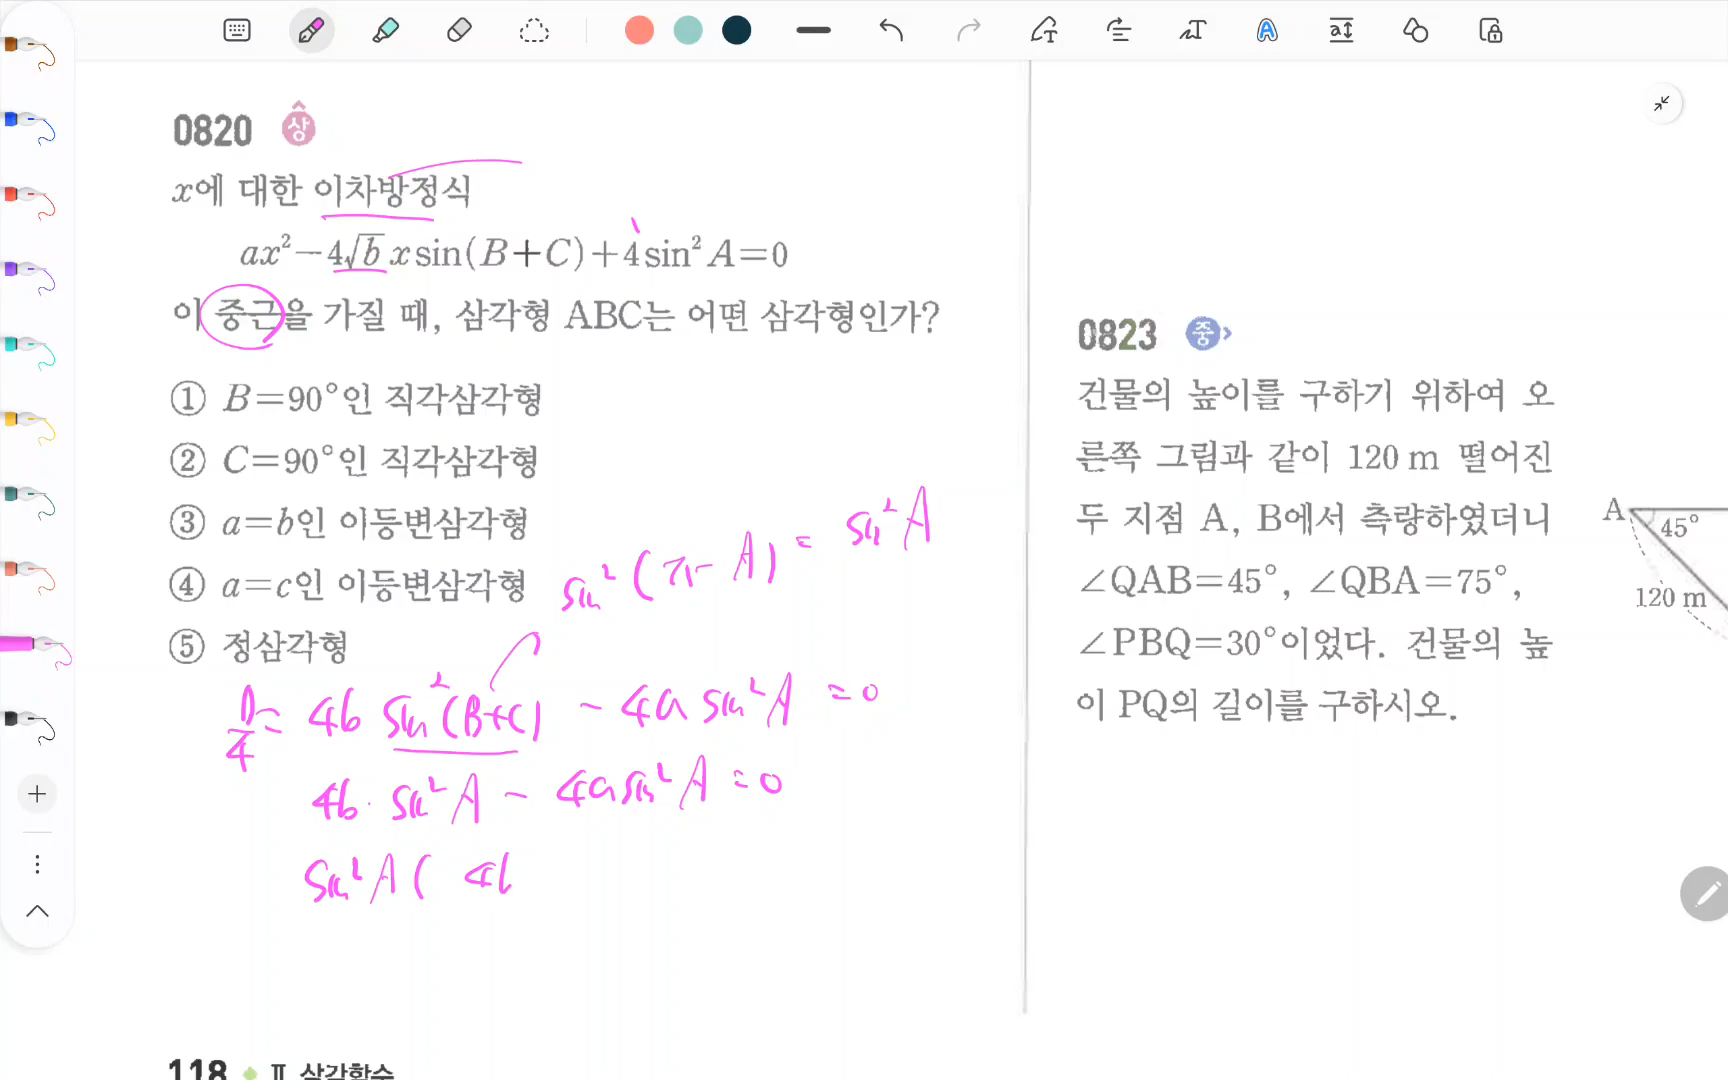 0820 상
x에 대한 이차방정식
ax²－4√b x sin(B＋C)＋4 sin² A＝0
이 중근을 가질 때, 삼각형 ABC는 어떤 삼각형인가?
① B＝90°인 직각삼각형
② C＝90°인 직각삼각형
③ a＝b인 이등변삼각형
④ a＝c인 이등변삼각형
⑤ 정삼각형
sin² (π－A) = sin² A
D/4 = 4b sin² (B+C) － 4a sin² A = 0
4b · sin² A － 4a sin² A = 0
sin² A ( 4b
118 Ⅱ 삼각함수
0823 중
건물의 높이를 구하기 위하여 오
른쪽 그림과 같이 120 m 떨어진
두 지점 A, B에서 측량하였더니
∠QAB＝45°, ∠QBA＝75°,
∠PBQ＝30°이었다. 건물의 높
이 PQ의 길이를 구하시오.
A
45°
120 m